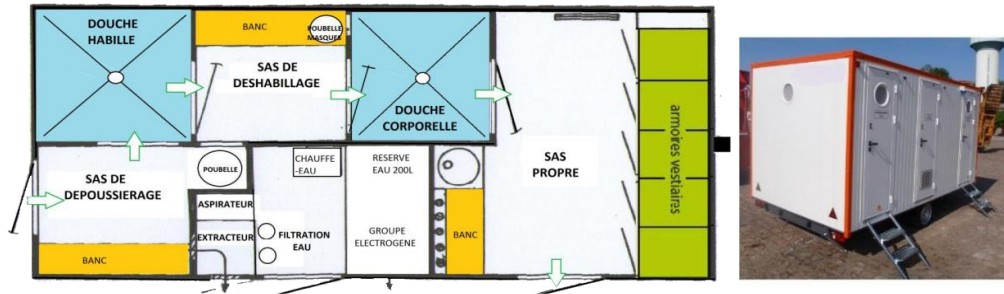 DOUCHE
HABILLE
BANC
POUBELLE
MASQUES
SAS DE
DESHABILLAGE
DOUCHE
CORPORELLE
SAS DE
DEPOUSSIERAGE
POUBELLE
ASPIRATEUR
EXTRACTEUR
BANC
CHAUFFE
-EAU
FILTRATION
EAU
RESERVE
EAU 200L
GROUPE
ELECTROGENE
BANC
SAS
PROPRE
armoires vestiaires